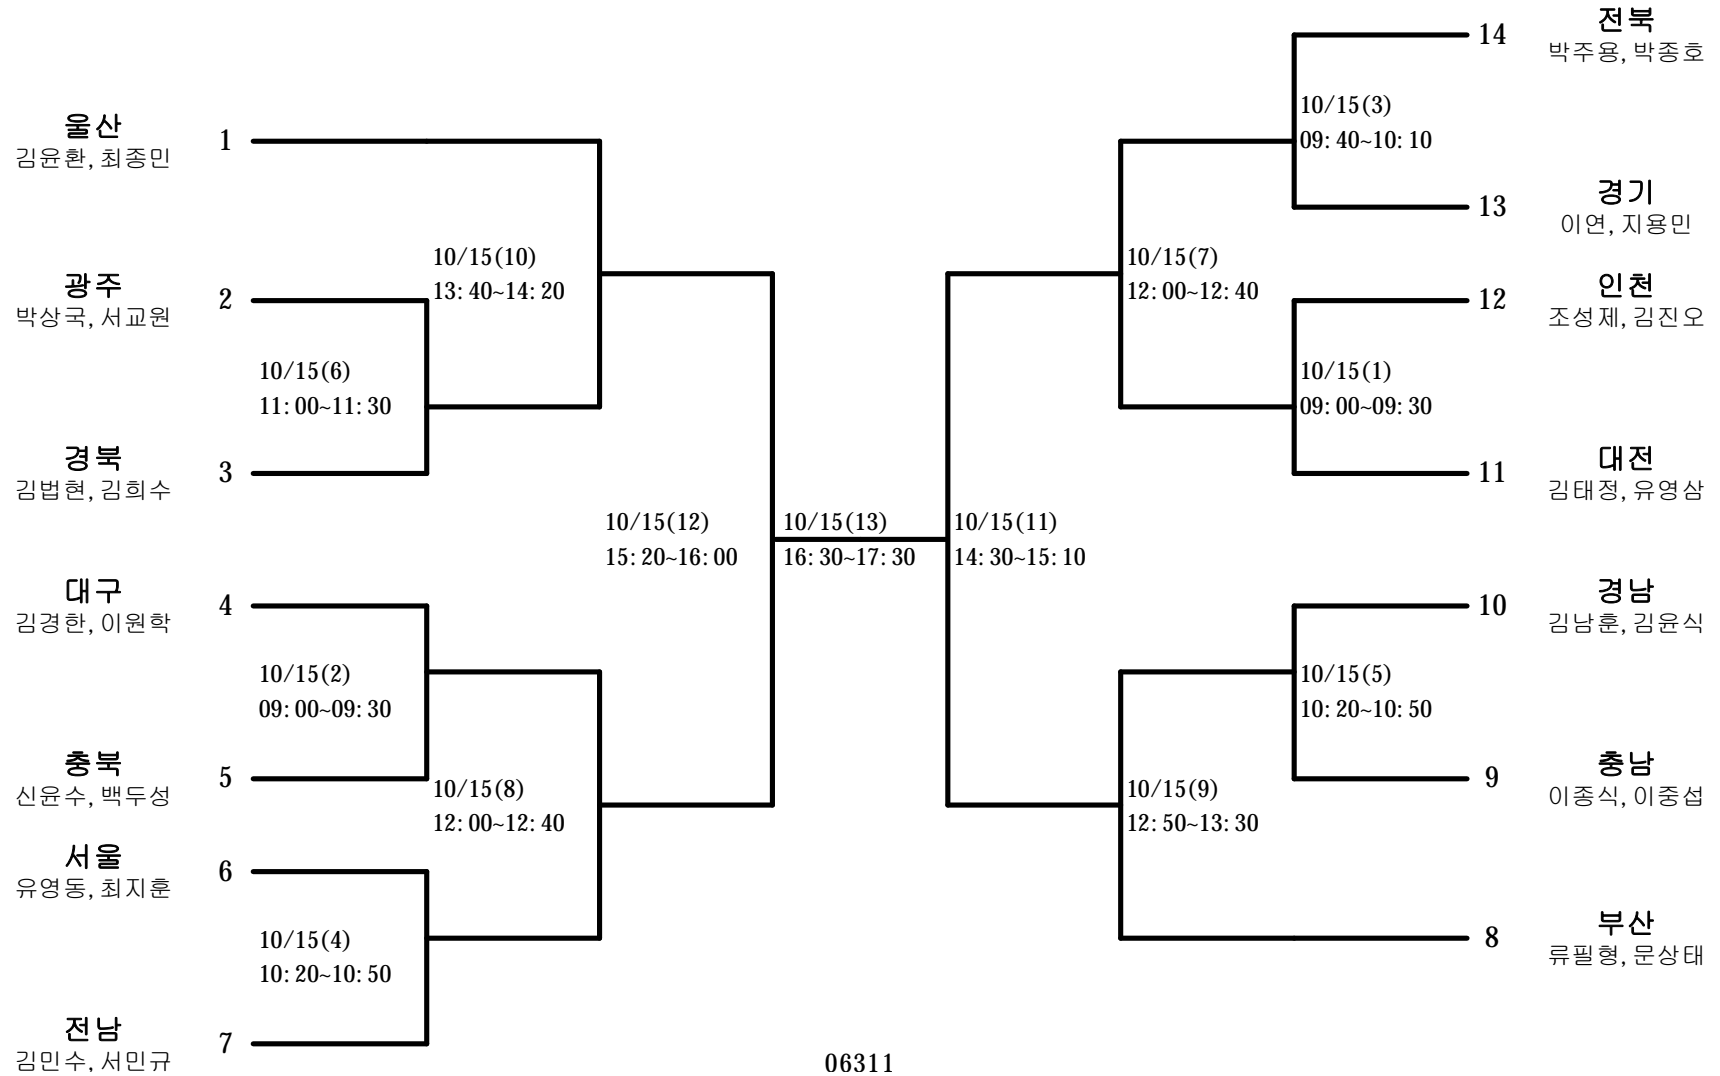 울산
김윤환, 최종민
1
광주
박상국, 서교원
2
10/15(10)
13:40~14:20
10/15(6)
11:00~11:30
경북
김법현, 김희수
3
대구
김경한, 이원학
4
10/15(2)
09:00~09:30
충북
신윤수, 백두성
5
10/15(8)
12:00~12:40
서울
유영동, 최지훈
6
10/15(4)
10:20~10:50
전남
김민수, 서민규
7
10/15(12)
15:20~16:00
10/15(13)
16:30~17:30
10/15(11)
14:30~15:10
14
전북
박주용, 박종호
10/15(3)
09:40~10:10
13
경기
이연, 지용민
10/15(7)
12:00~12:40
12
인천
조성제, 김진오
10/15(1)
09:00~09:30
11
대전
김태정, 유영삼
10
경남
김남훈, 김윤식
10/15(5)
10:20~10:50
9
충남
이종식, 이중섭
10/15(9)
12:50~13:30
8
부산
류필형, 문상태
06311